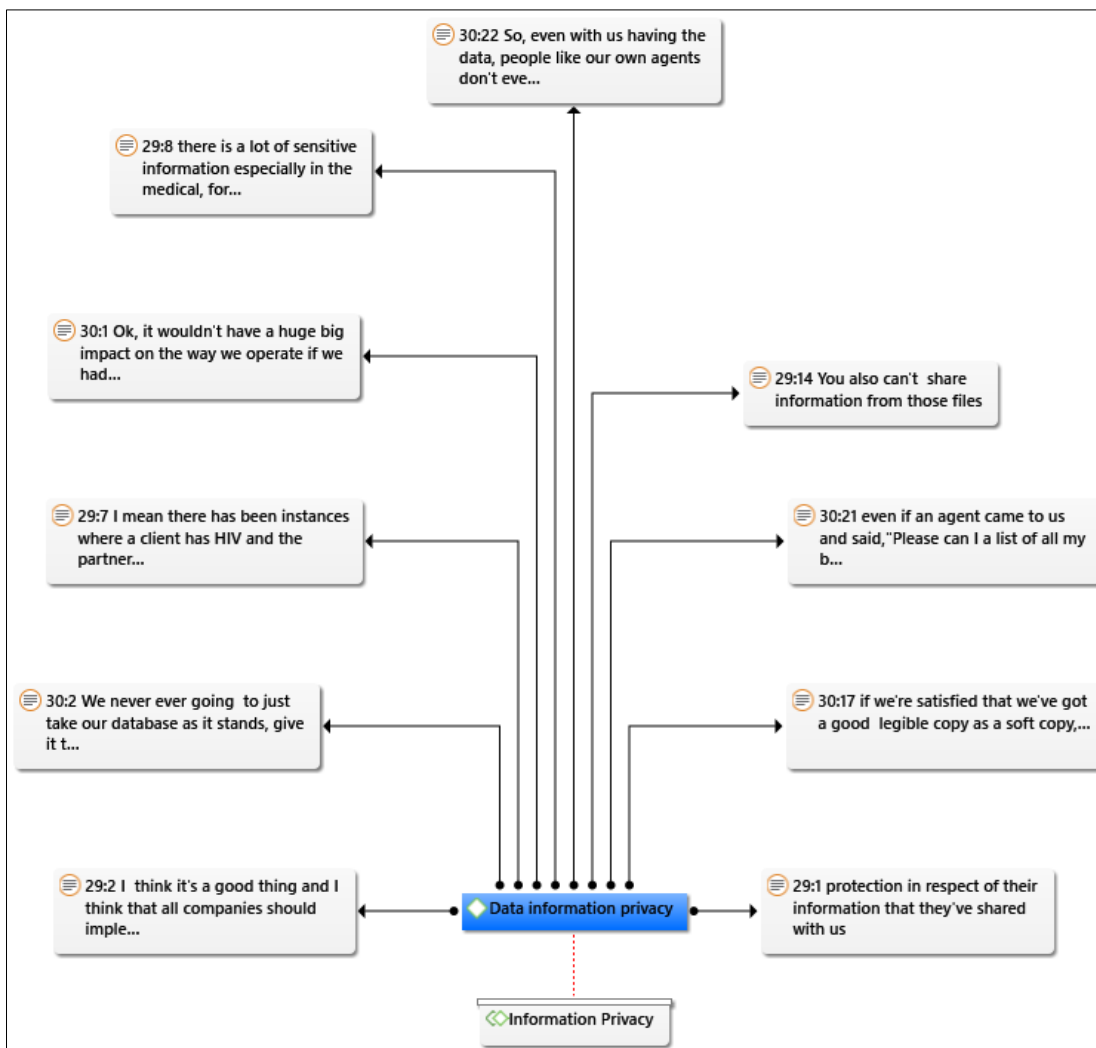 30:22 So, even with us having the
data, people like our own agents
don't eve...
29:8 there is a lot of sensitive
information especially in the
medical, for...
30:1 Ok, it wouldn't have a huge big
impact on the way we operate if we
had...
29:14 You also can't  share
information from those files
29:7 I mean there has been instances
where a client has HIV and the
partner...
30:21 even if an agent came to us
and said,"Please can I a list of all my
b...
30:2 We never ever going  to just
take our database as it stands, give
it t...
30:17 if we're satisfied that we've got
a good  legible copy as a soft copy,...
29:2 I  think it's a good thing and I
think that all companies should
imple...
Data information privacy
29:1 protection in respect of their
information that they've shared
with us
Information Privacy